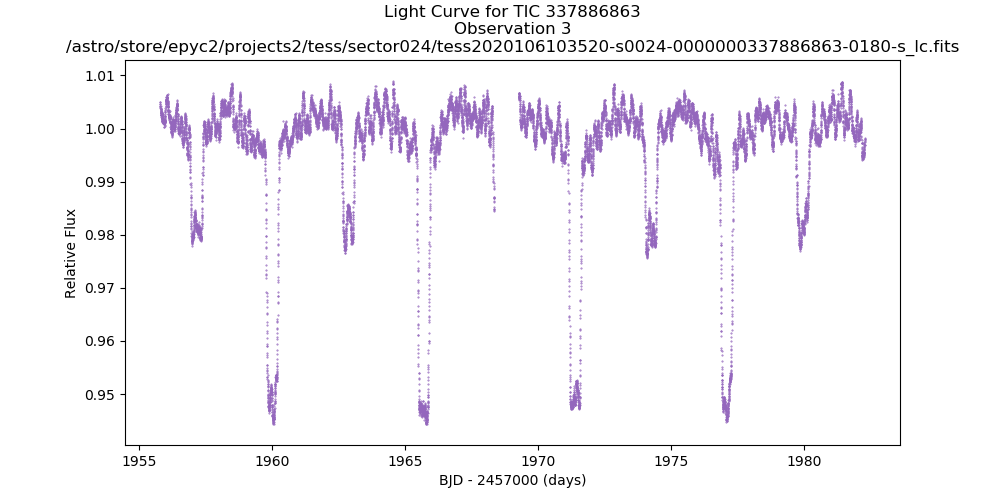 Light Curve for TIC 337886863
Observation 3
/astro/store/epyc2/projects2/tess/sector024/tess2020106103520-s0024-0000000337886863-0180-s_lc.fits
1.01
1.00
0.99
0.98
0.97
0.96
0.95
Relative Flux
1955 1960 1965 1970 1975 1980
BJD - 2457000 (days)